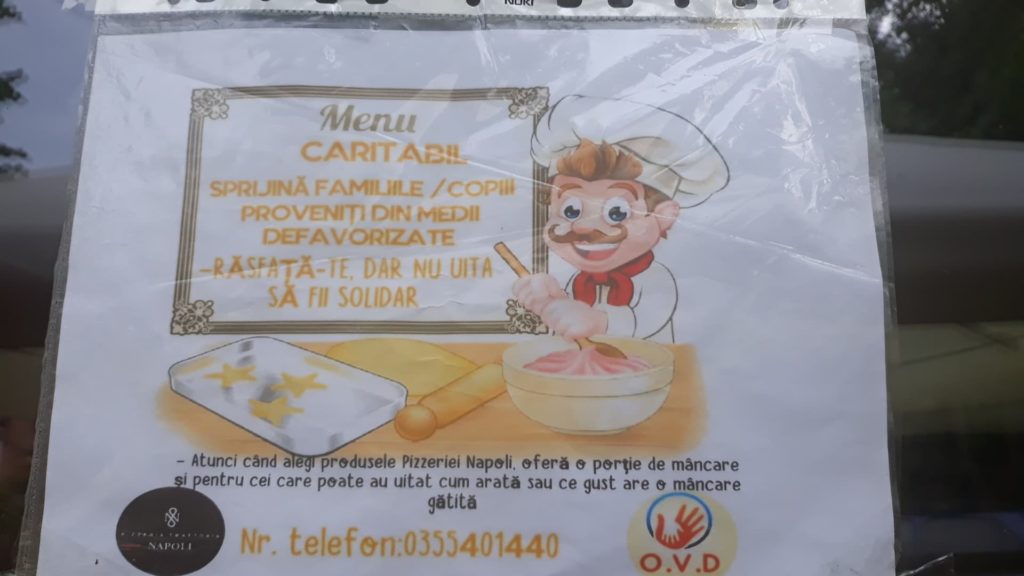 Menu
CARITABIL
SPRIJINĂ FAMILIILE /COPIII
PROVENIȚI DIN MEDII
DEFAVORIZATE
-RĂSFAȚĂ-TE, DAR NU UITA
SĂ FII SOLIDAR
- Atunci când alegi produsele Pizzeriei Napoli, oferă o porție de mâncare
și pentru cei care poate au uitat cum arată sau ce gust are o mâncare
gătită
PIZZERIA TRATTORIA
NAPOLI
Nr. telefon:0355401440
O.V.D